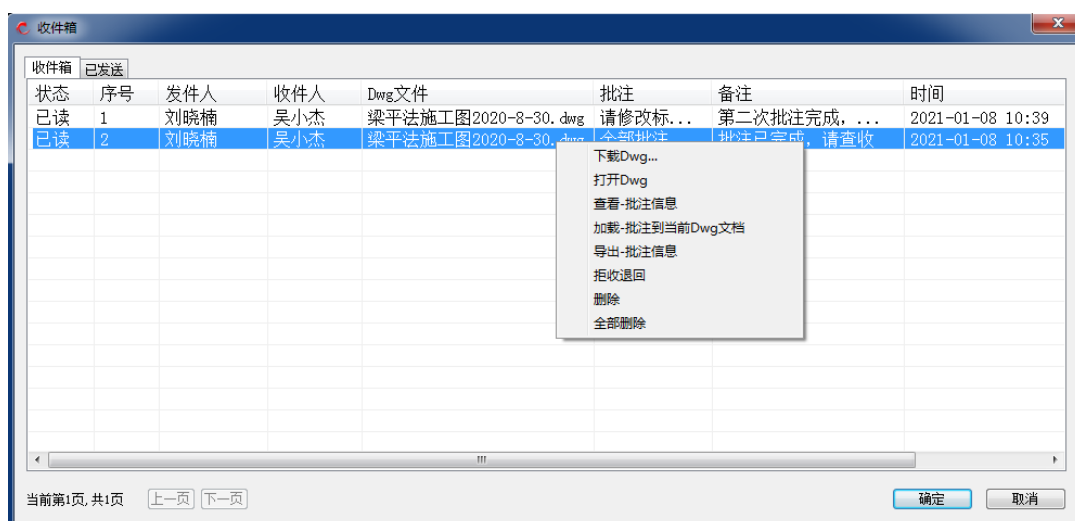 收件箱
收件箱 已发送
状态 序号 发件人 收件人 Dwg文件 批注 备注 时间
已读 1 刘晓楠 吴小杰 梁平法施工图2020-8-30.dwg 请修改标... 第二次批注完成，... 2021-01-08 10:39
已读 2 刘晓楠 吴小杰 梁平法施工图2020-8-30.dwg 全部批注 批注已完成，请查收 2021-01-08 10:35
下载Dwg...
打开Dwg
查看-批注信息
加载-批注到当前Dwg文档
导出-批注信息
拒收退回
删除
全部删除
当前第1页,共1页 上一页 下一页 确定 取消